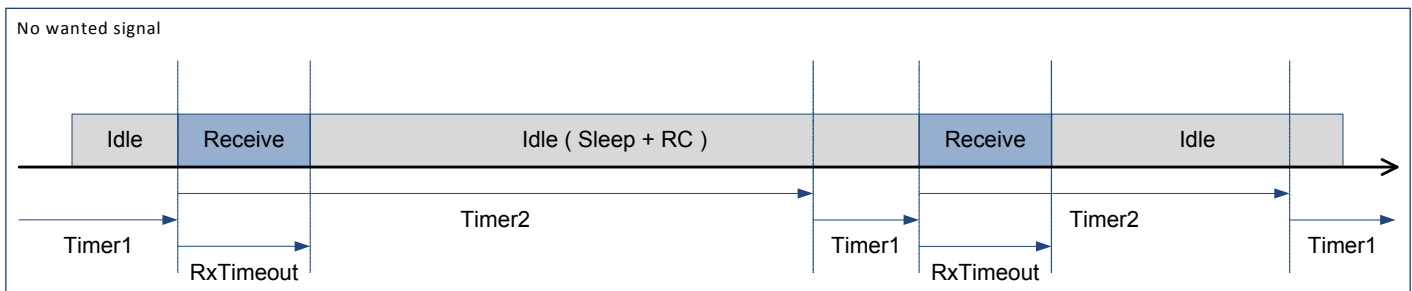 No wanted signal
Idle Receive Idle ( Sleep + RC ) Receive Idle
Timer2 Timer2
Timer1 Timer1 Timer1
RxTimeout RxTimeout